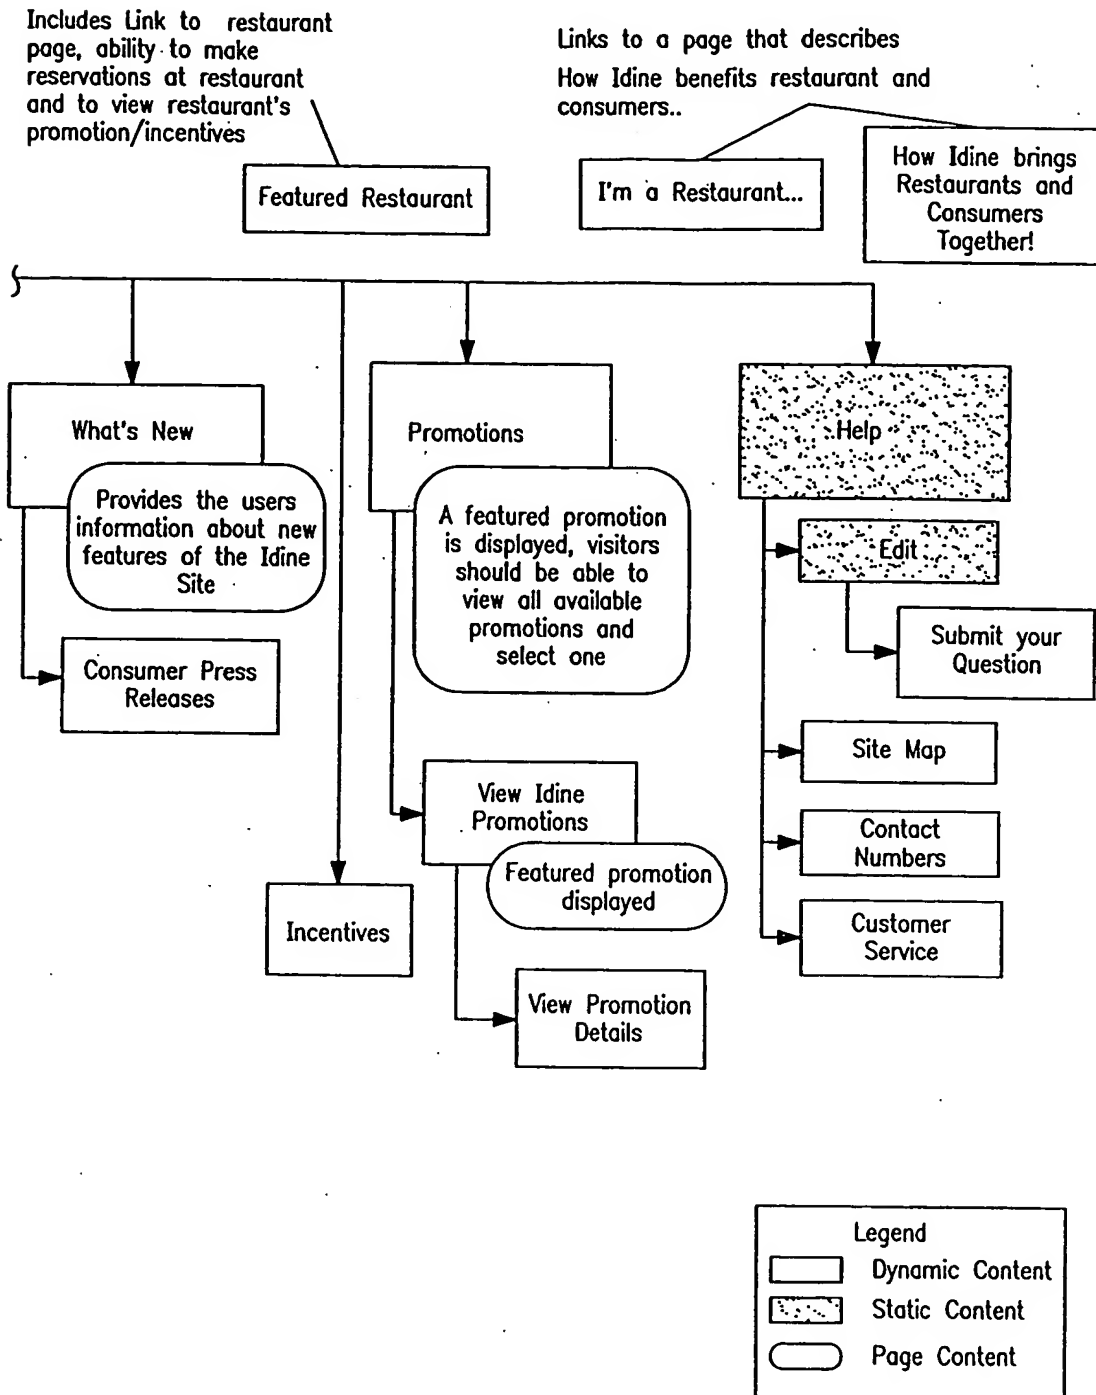 Includes Link to restaurant
page, ability to make
reservations at restaurant
and to view restaurant's
promotion/incentives
Links to a page that describes
How Idine benefits restaurant and
consumers..
Featured Restaurant
I'm a Restaurant...
How Idine brings
Restaurants and
Consumers
Together!
What's New
Provides the users
information about new
features of the Idine
Site
Consumer Press
Releases
Incentives
Promotions
A featured promotion
is displayed, visitors
should be able to
view all available
promotions and
select one
View Idine
Promotions
Featured promotion
displayed
View Promotion
Details
Help
Edit
Submit your
Question
Site Map
Contact
Numbers
Customer
Service
Legend
Dynamic Content
Static Content
Page Content